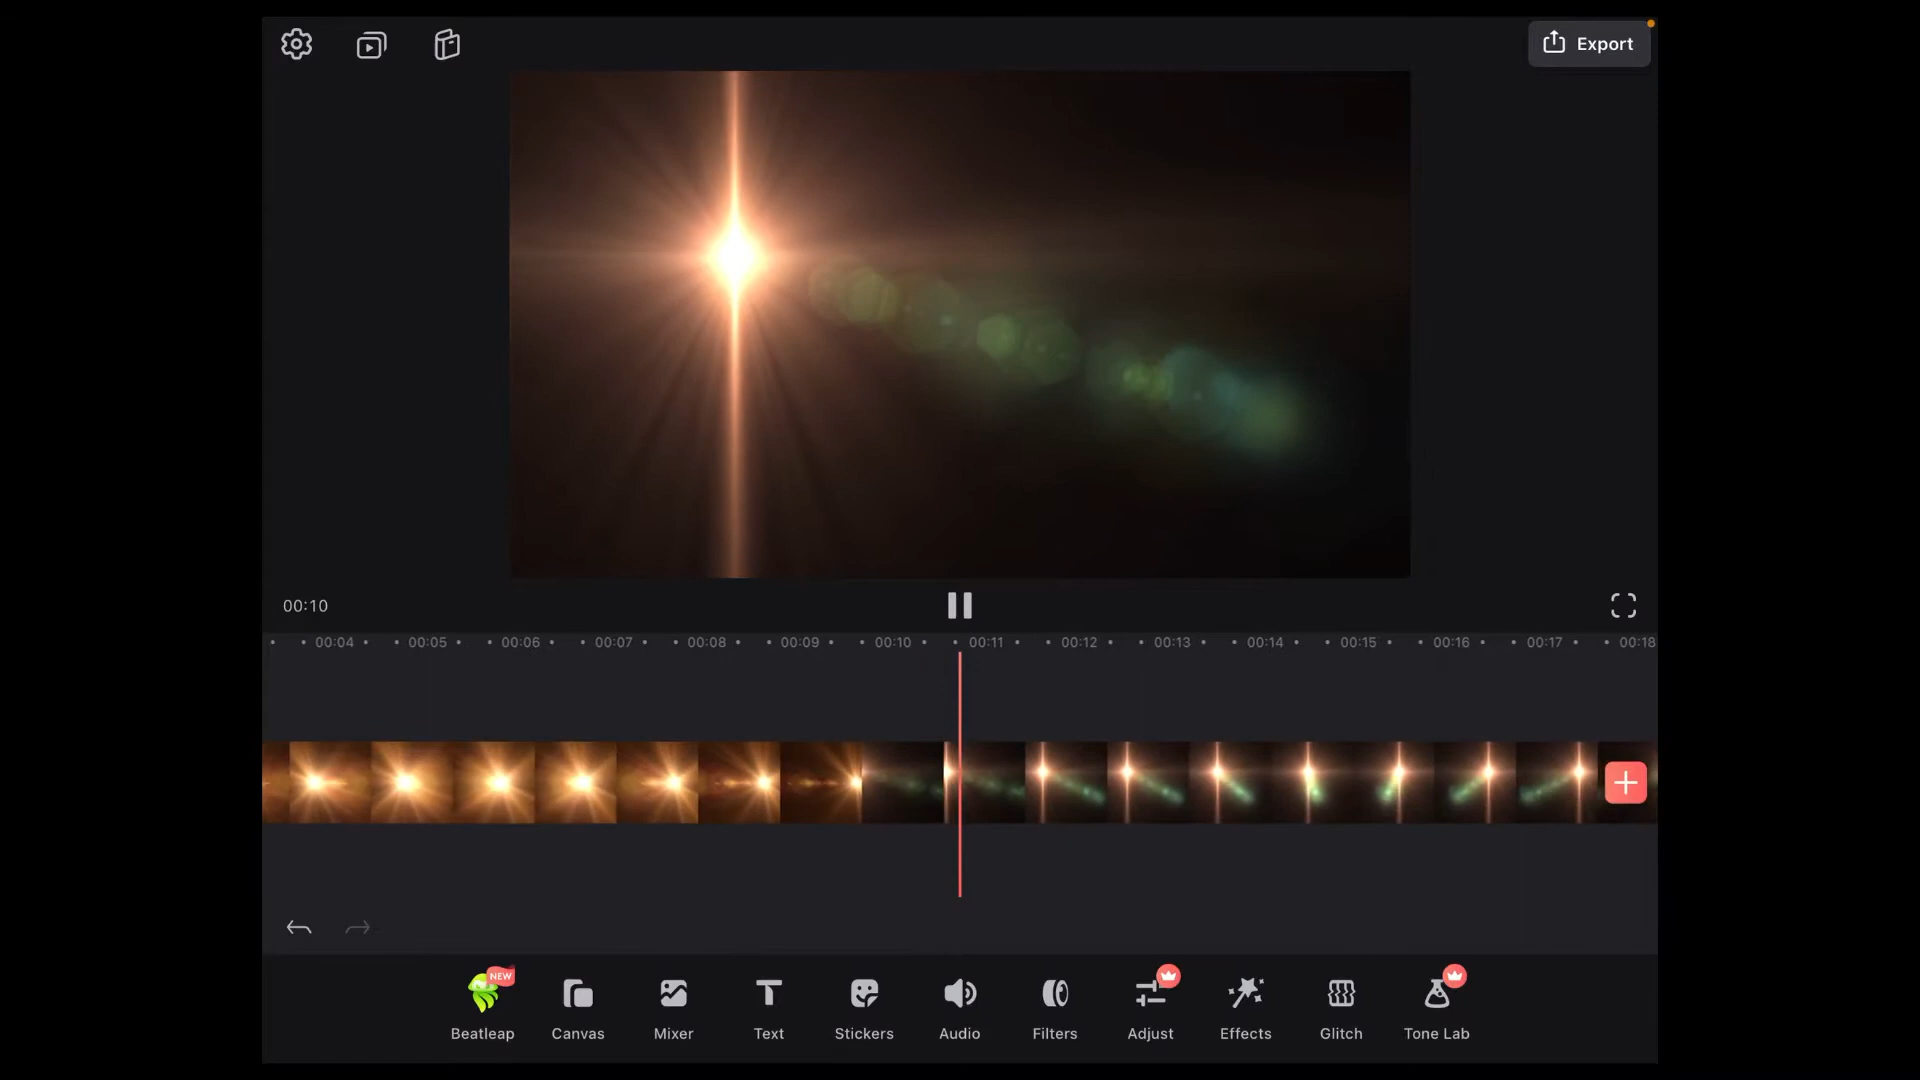 Export
00:10
00:04 00:05 00:06 00:07 00:08 00:09 00:10 00:11 00:12 00:13 00:14 00:15 00:16 00:17 00:18
NEW
Beatleap Canvas Mixer Text Stickers Audio Filters Adjust Effects Glitch Tone Lab